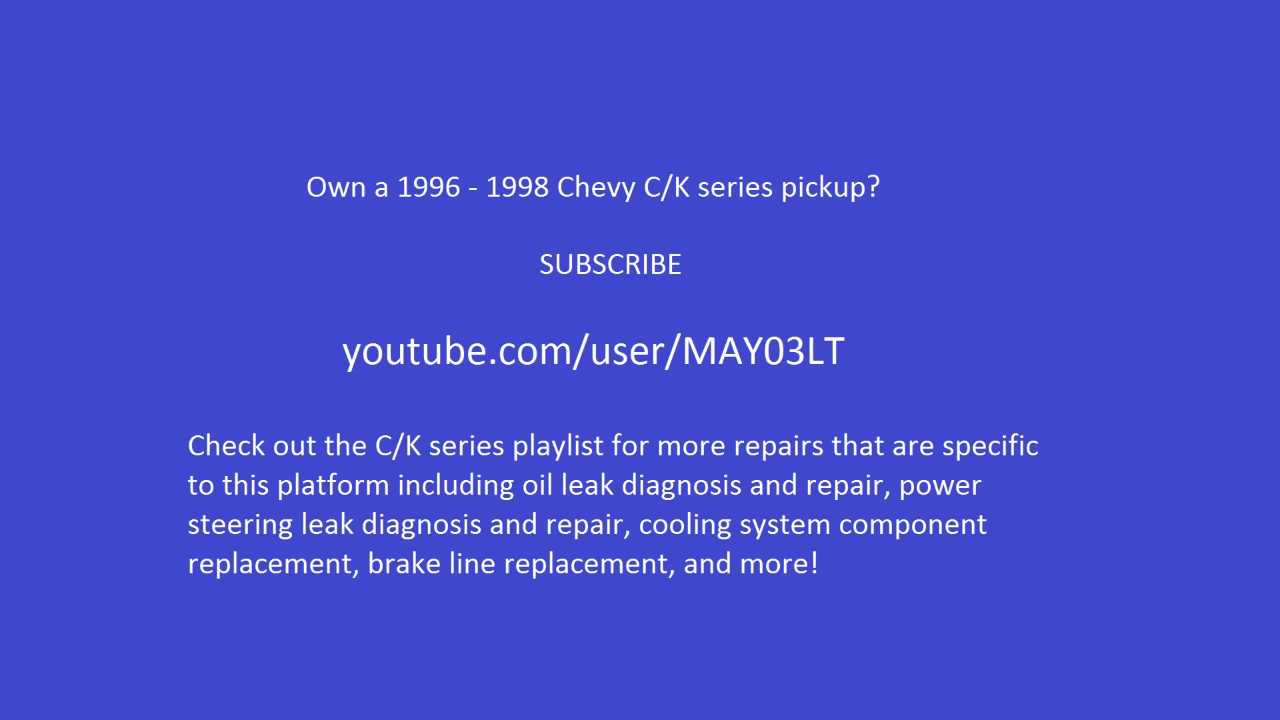 Own a 1996 - 1998 Chevy C/K series pickup?
SUBSCRIBE
youtube.com/user/MAY03LT
Check out the C/K series playlist for more repairs that are specific
to this platform including oil leak diagnosis and repair, power
steering leak diagnosis and repair, cooling system component
replacement, brake line replacement, and more!